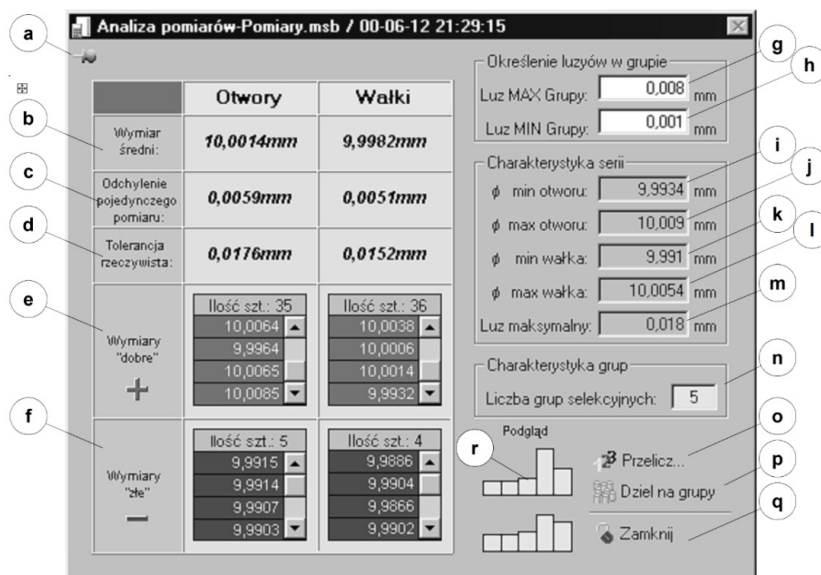 Analiza pomiarów-Pomiary.msb / 00-06-12 21:29:15
a
b
c
d
e
f
Otwory Wałki
Wymiar
średni:
10,0014mm 9,9982mm
Odchylenie
pojedynczego
pomiaru:
0,0059mm 0,0051mm
Tolerancja
rzeczywista:
0,0176mm 0,0152mm
Wymiary
"dobre"
+
Ilość szt.: 35
10,0064
9,9964
10,0065
10,0085
Ilość szt.: 36
10,0038
10,0006
10,0014
9,9932
Wymiary
"złe"
−
Ilość szt.: 5
9,9915
9,9914
9,9907
9,9903
Ilość szt.: 4
9,9886
9,9904
9,9866
9,9902
Określenie luzyów w grupie
Luz MAX Grupy: 0,008 mm
Luz MIN Grupy: 0,001 mm
g
h
Charakterystyka serii
ϕ min otworu: 9,9934 mm
ϕ max otworu: 10,009 mm
ϕ min wałka: 9,991 mm
ϕ max wałka: 10,0054 mm
Luz maksymalny: 0,018 mm
i
j
k
l
m
Charakterystyka grup
Liczba grup selekcyjnych: 5
n
Podgląd
r
123 Przelicz...
Dziel na grupy
Zamknij
o
p
q